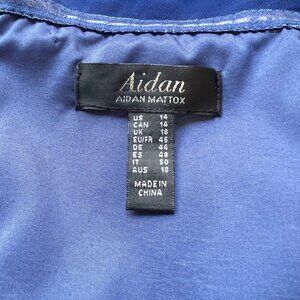 Aidan
AIDAN MATTOX
US 14
CAN 14
UK 18
EU/FR 46
DE 44
ES 46
IT 50
AUS 18
MADE IN
CHINA